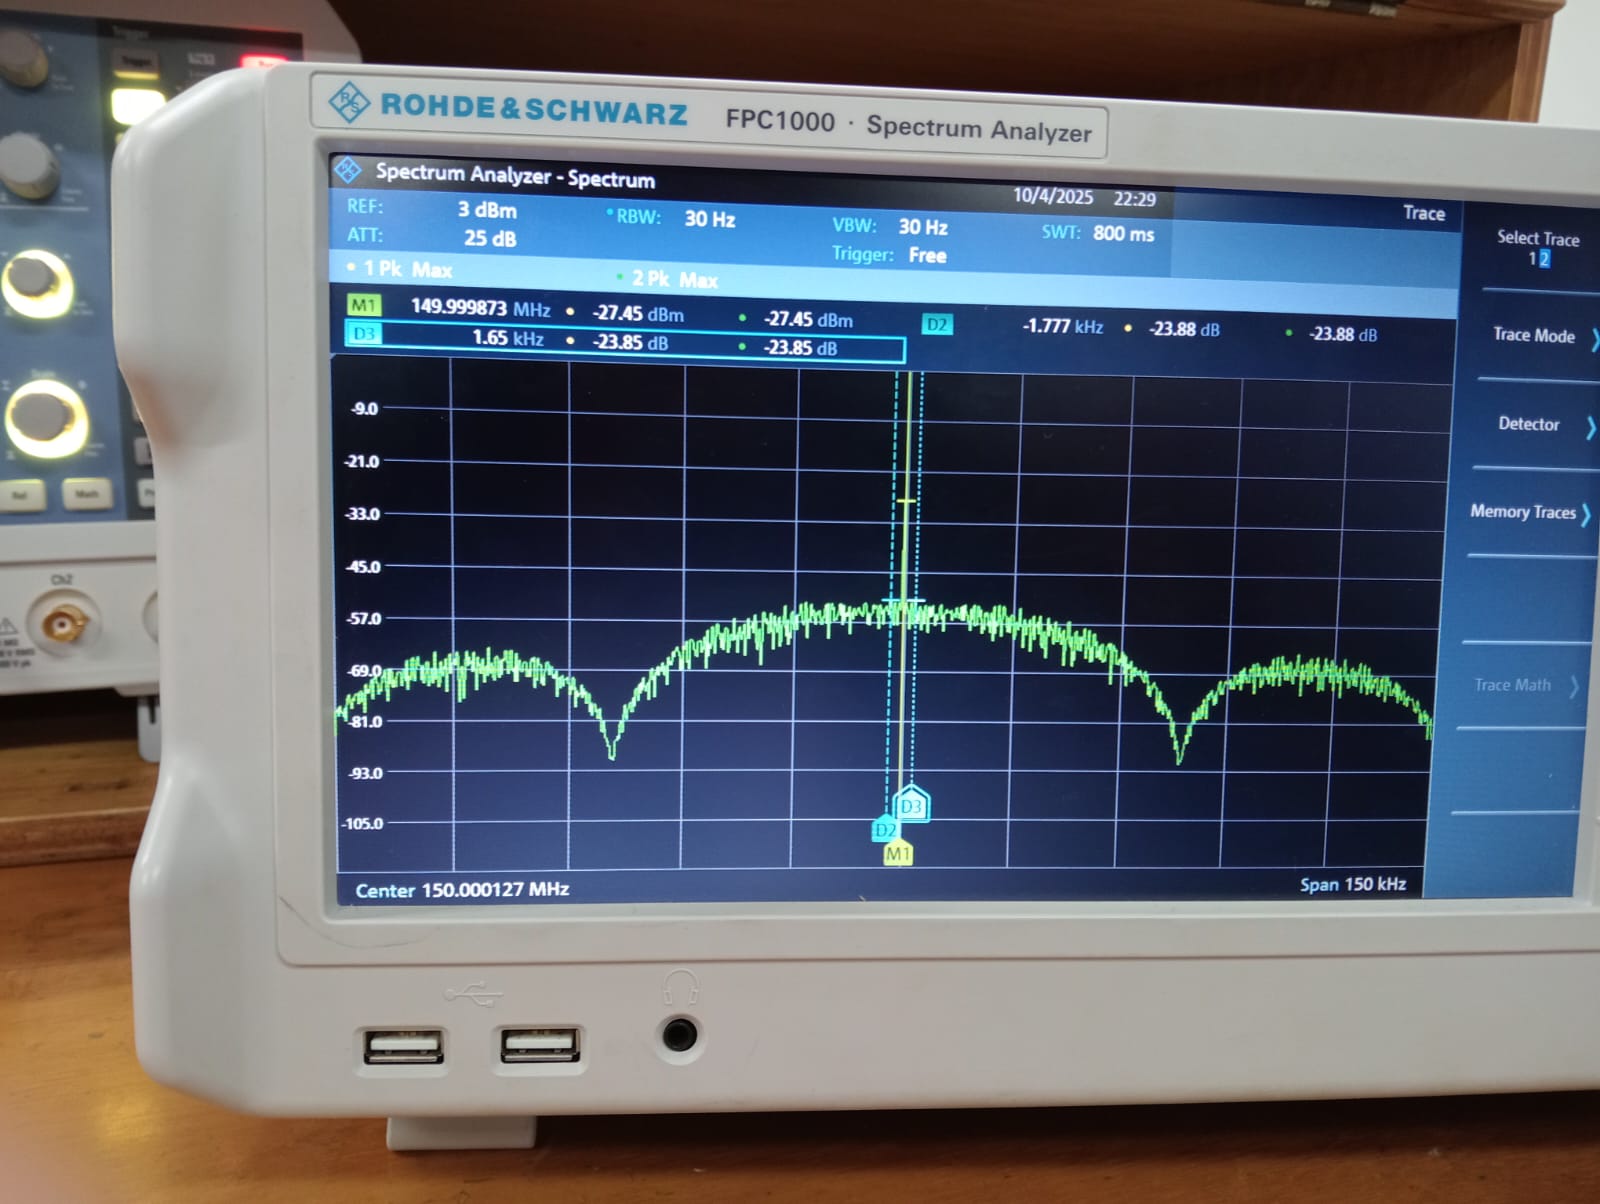 ROHDE&SCHWARZ FPC1000 · Spectrum Analyzer
Spectrum Analyzer - Spectrum
10/4/2025 22:29
Trace
REF: 3 dBm
RBW: 30 Hz
VBW: 30 Hz
SWT: 800 ms
ATT: 25 dB
Trigger: Free
1 Pk Max
2 Pk Max
M1 149.999873 MHz -27.45 dBm -27.45 dBm
D2 -1.777 kHz -23.88 dB -23.88 dB
D3 1.65 kHz -23.85 dB -23.85 dB
-9.0
-21.0
-33.0
-45.0
-57.0
-69.0
-81.0
-93.0
-105.0
D3
D2
M1
Center 150.000127 MHz
Span 150 kHz
Select Trace
1 2
Trace Mode
Detector
Memory Traces
Trace Math
Trigger
Ref
Math
Ch2